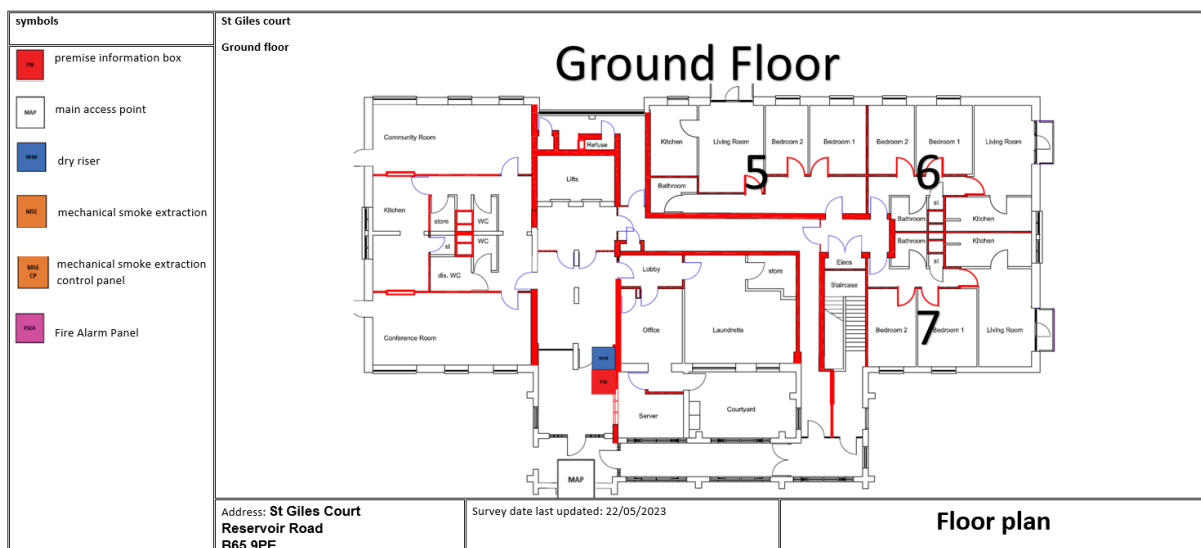 symbols
PIB
premise information box
MAP
main access point
RFM
dry riser
MSE
mechanical smoke extraction
MSE
CP
mechanical smoke extraction
control panel
FSEA
Fire Alarm Panel
St Giles court
Ground floor
Ground Floor
Community Room
Refuse
Kitchen
Living Room
Bedroom 2
Bedroom 1
Bedroom 2
Bedroom 1
Living Room
5
6
Lifts
Bathroom
Kitchen
store
WC
st
Bathroom
Kitchen
WC
st
Bathroom
Kitchen
dis. WC
st
Elecs
Lobby
store
Staircase
Conference Room
Office
Laundrette
7
Bedroom 2
Bedroom 1
Living Room
RFM
PIB
Server
Courtyard
MAP
Address: St Giles Court
Reservoir Road
B65 9PE
Survey date last updated: 22/05/2023
Floor plan